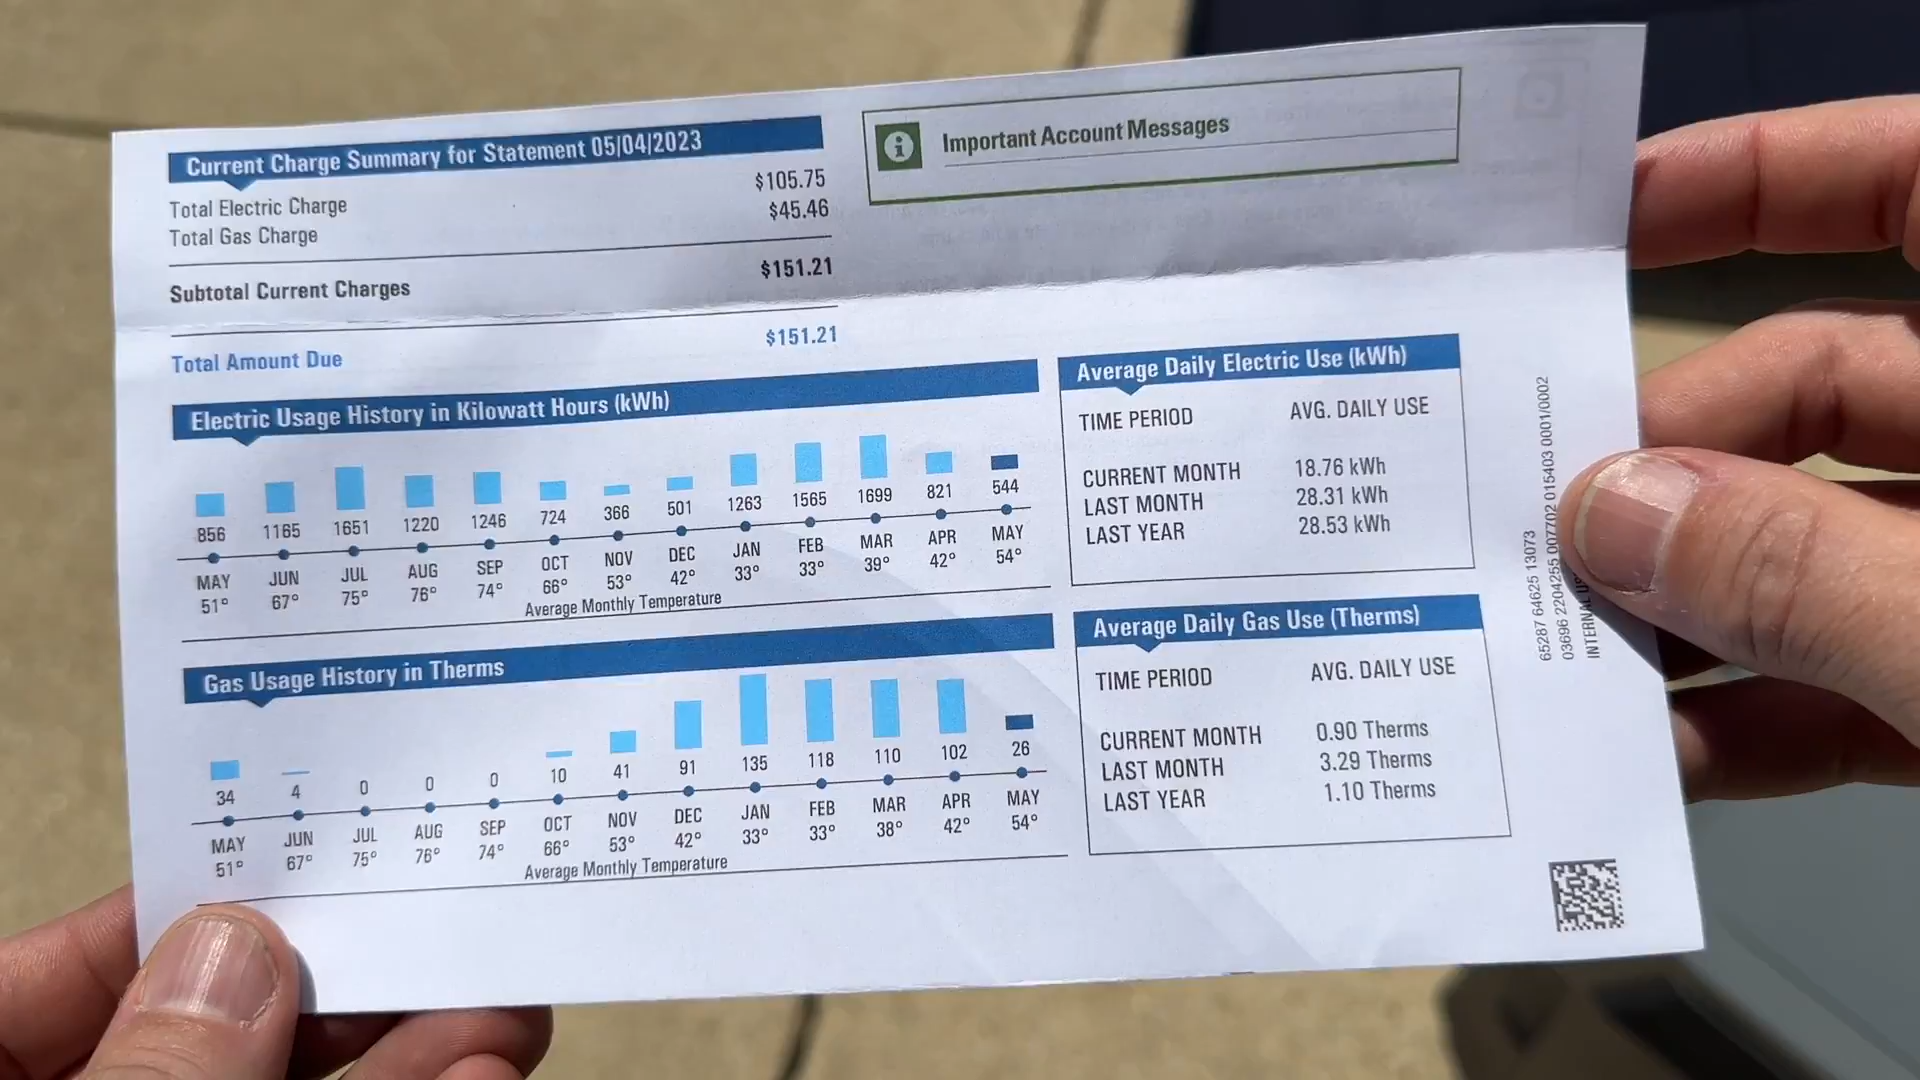 Current Charge Summary for Statement 05/04/2023
Total Electric Charge $105.75
Total Gas Charge $45.46
Subtotal Current Charges $151.21
Total Amount Due $151.21
Important Account Messages
Electric Usage History in Kilowatt Hours (kWh)
856 1165 1651 1220 1246 724 366 501 1263 1565 1699 821 544
MAY JUN JUL AUG SEP OCT NOV DEC JAN FEB MAR APR MAY
51° 67° 75° 76° 74° 66° 53° 42° 33° 33° 39° 42° 54°
Average Monthly Temperature
Average Daily Electric Use (kWh)
TIME PERIOD AVG. DAILY USE
CURRENT MONTH 18.76 kWh
LAST MONTH 28.31 kWh
LAST YEAR 28.53 kWh
Gas Usage History in Therms
34 4 0 0 0 10 41 91 135 118 110 102 26
MAY JUN JUL AUG SEP OCT NOV DEC JAN FEB MAR APR MAY
51° 67° 75° 76° 74° 66° 53° 42° 33° 33° 38° 42° 54°
Average Monthly Temperature
Average Daily Gas Use (Therms)
TIME PERIOD AVG. DAILY USE
CURRENT MONTH 0.90 Therms
LAST MONTH 3.29 Therms
LAST YEAR 1.10 Therms
65287 64625 13073
03696 2204255 007702 015403 0001/0002
INTERNAL